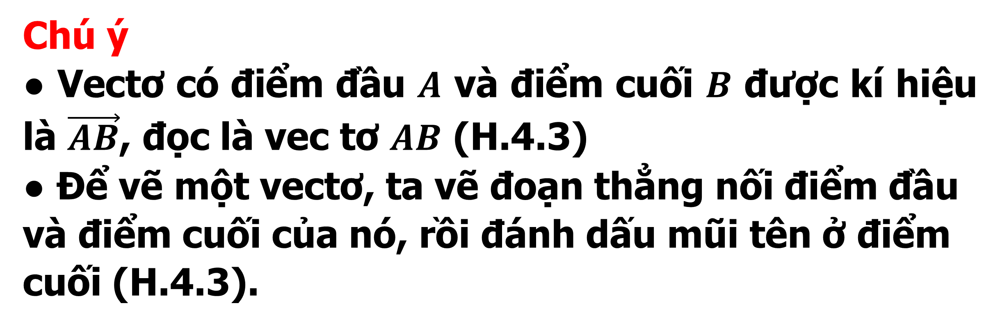 Chú ý
● Vectơ có điểm đầu A và điểm cuối B được kí hiệu
là $\overrightarrow{AB}$, đọc là vec tơ AB (H.4.3)
● Để vẽ một vectơ, ta vẽ đoạn thẳng nối điểm đầu
và điểm cuối của nó, rồi đánh dấu mũi tên ở điểm
cuối (H.4.3).